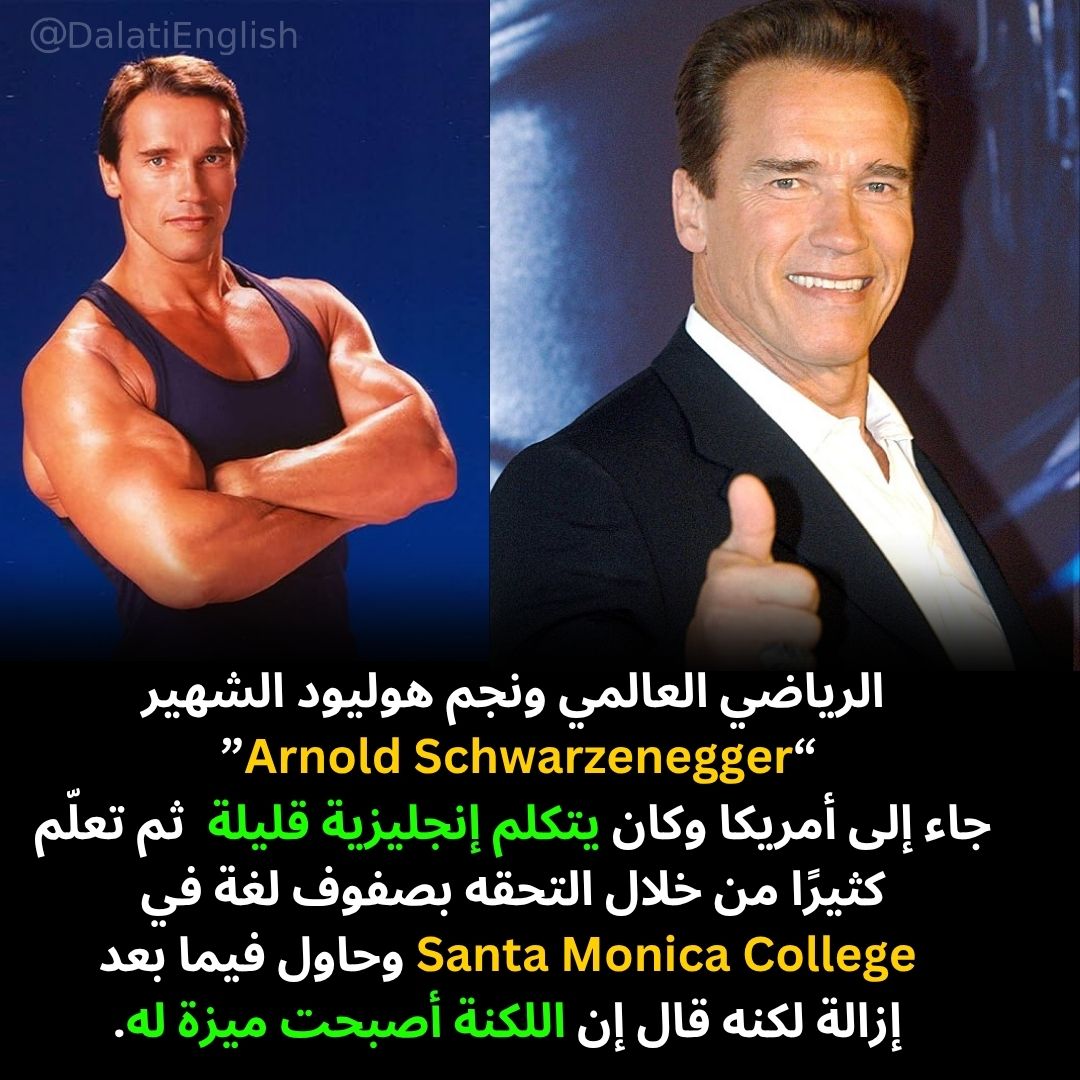 @DalatiEnglish
الرياضي العالمي ونجم هوليود الشهير
“Arnold Schwarzenegger”
جاء إلى أمريكا وكان يتكلم إنجليزية قليلة ثم تعلّم
كثيرًا من خلال التحقه بصفوف لغة في
Santa Monica College وحاول فيما بعد
إزالة لكنه قال إن اللكنة أصبحت ميزة له.